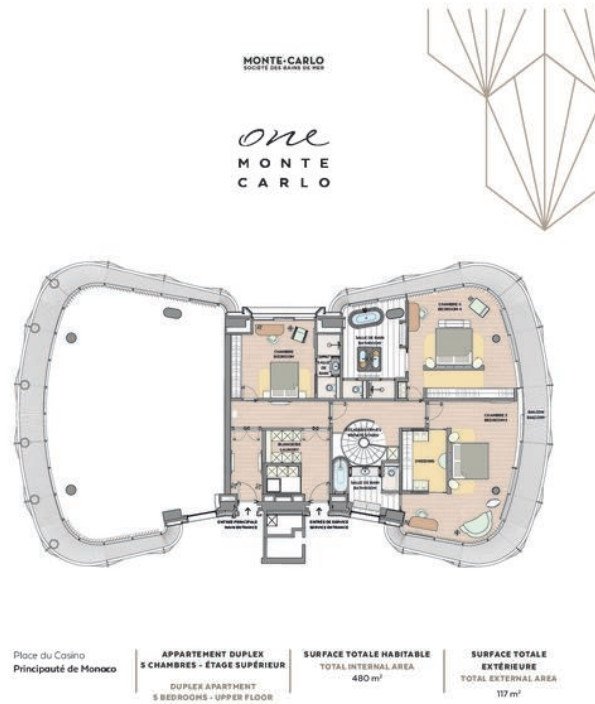 MONTE-CARLO
SOCIÉTÉ DES BAINS DE MER
one
MONTE
CARLO
CHAMBRE
BEDROOM
SALLE DE BAIN
BATHROOM
CHAMBRE 4
BEDROOM 4
BALCON
BALCONY
BUANDERIE
LAUNDRY
CHAMBRE 5
BEDROOM 5
DRESSING
SALLE DE BAIN
BATHROOM
ENTRÉE PRINCIPALE
MAIN ENTRANCE
ENTRÉE DE SERVICE
SERVICE ENTRANCE
Place du Casino
Principauté de Monaco
APPARTEMENT DUPLEX
5 CHAMBRES - ÉTAGE SUPÉRIEUR
DUPLEX APARTMENT
5 BEDROOMS - UPPER FLOOR
SURFACE TOTALE HABITABLE
TOTAL INTERNAL AREA
480 m²
SURFACE TOTALE
EXTÉRIEURE
TOTAL EXTERNAL AREA
117 m²